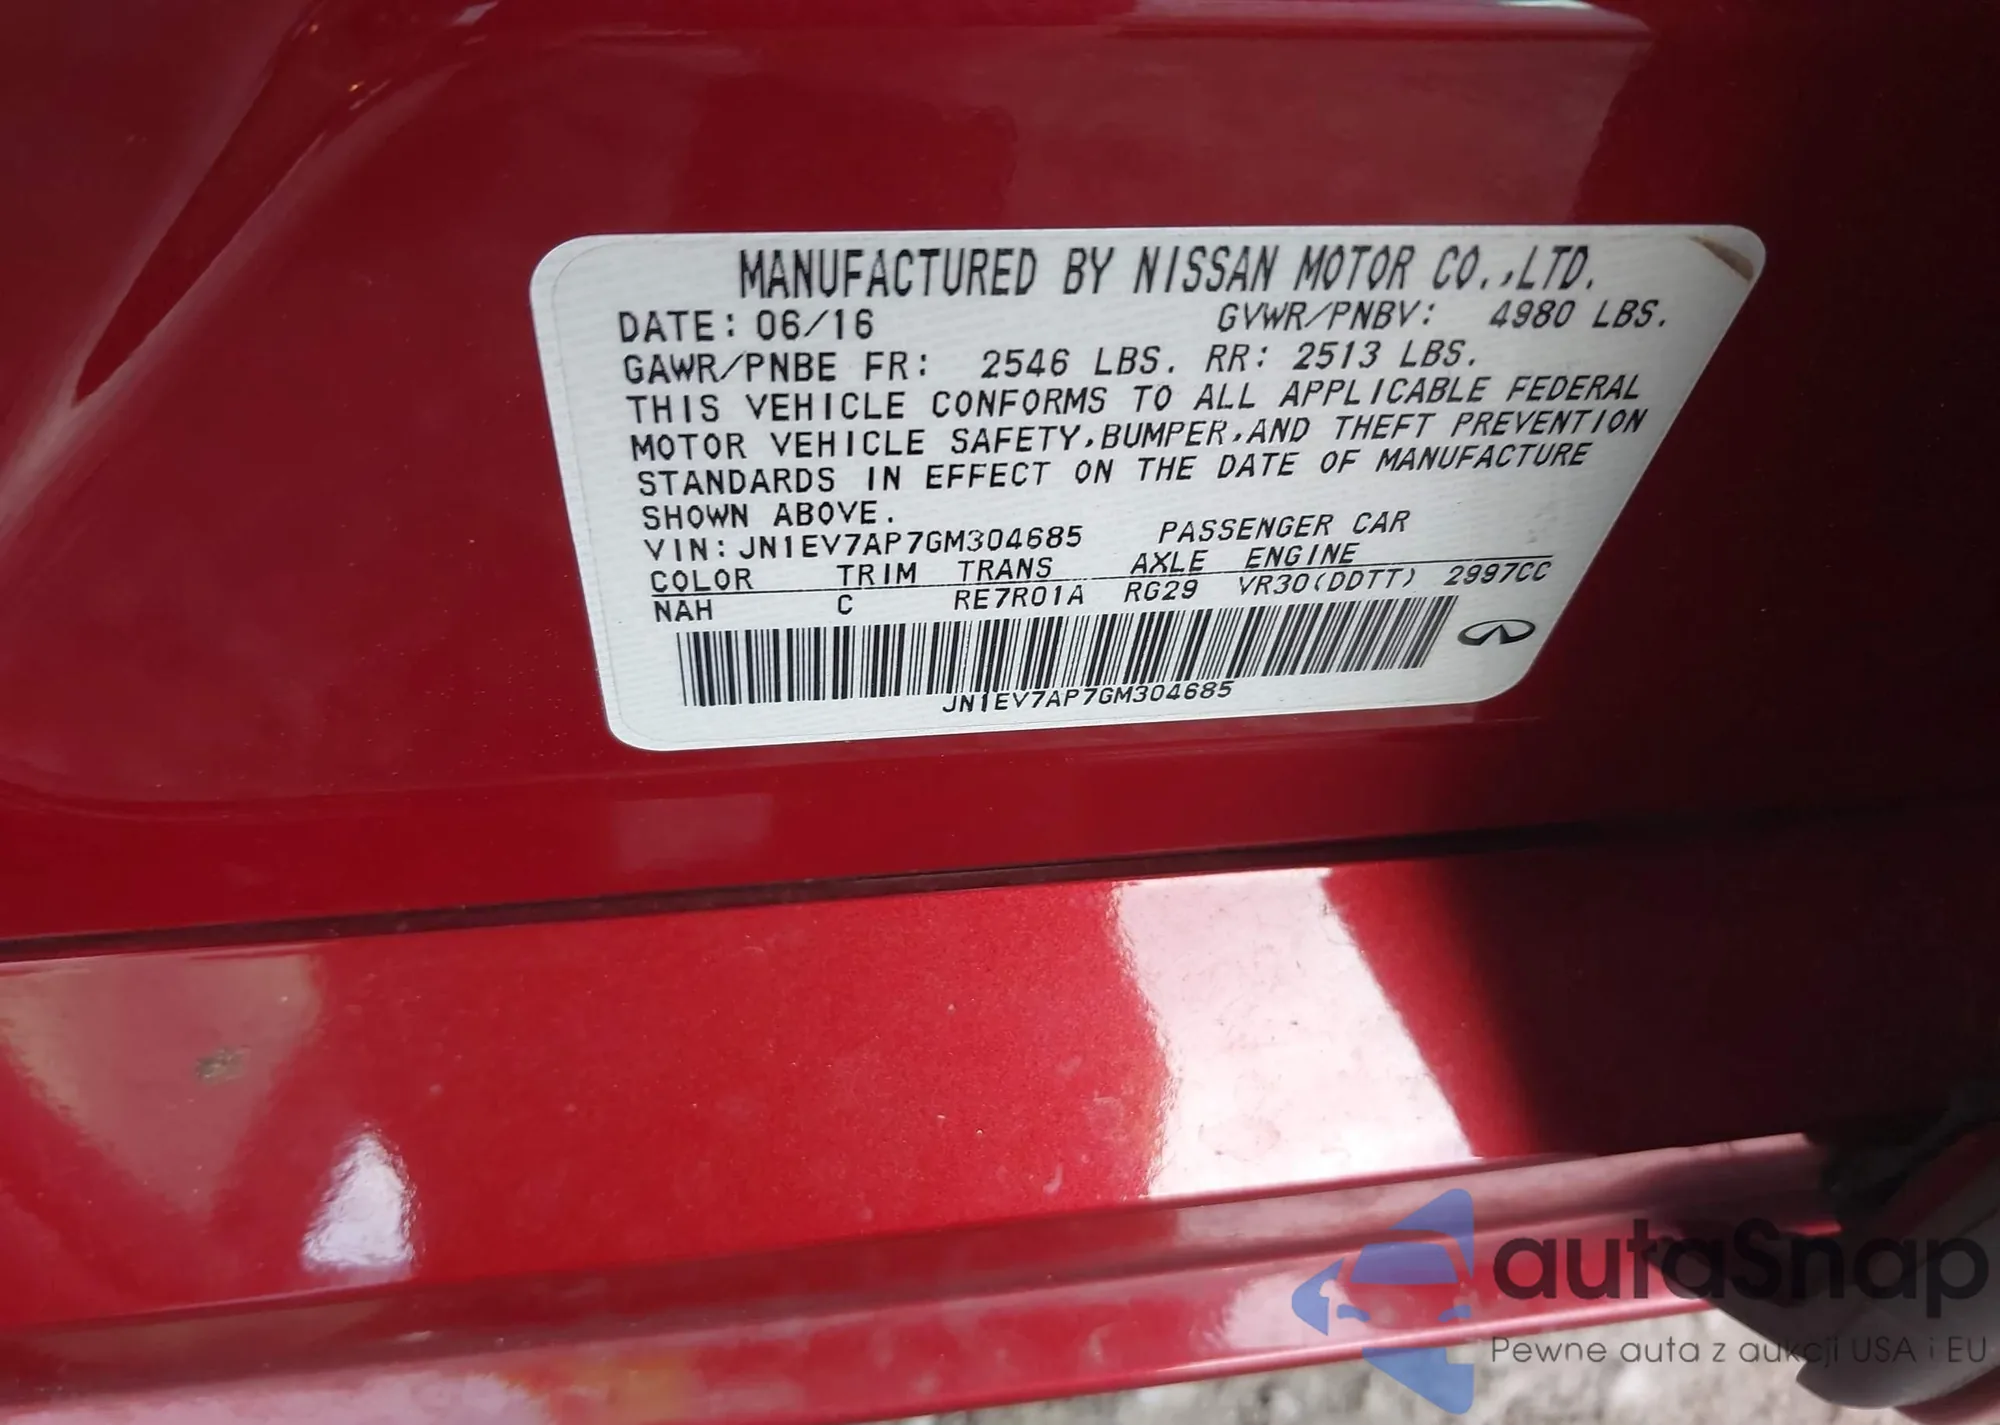 MANUFACTURED BY NISSAN MOTOR CO.,LTD.
DATE: 06/16 GVWR/PNBV: 4980 LBS.
GAWR/PNBE FR: 2546 LBS. RR: 2513 LBS.
THIS VEHICLE CONFORMS TO ALL APPLICABLE FEDERAL
MOTOR VEHICLE SAFETY,BUMPER,AND THEFT PREVENTION
STANDARDS IN EFFECT ON THE DATE OF MANUFACTURE
SHOWN ABOVE.
VIN: JN1EV7AP7GM304685 PASSENGER CAR
COLOR TRIM TRANS AXLE ENGINE
NAH C RE7R01A RG29 VR30(DDTT) 2997CC
JN1EV7AP7GM304685
autaSnap
Pewne auta z aukcji USA i EU